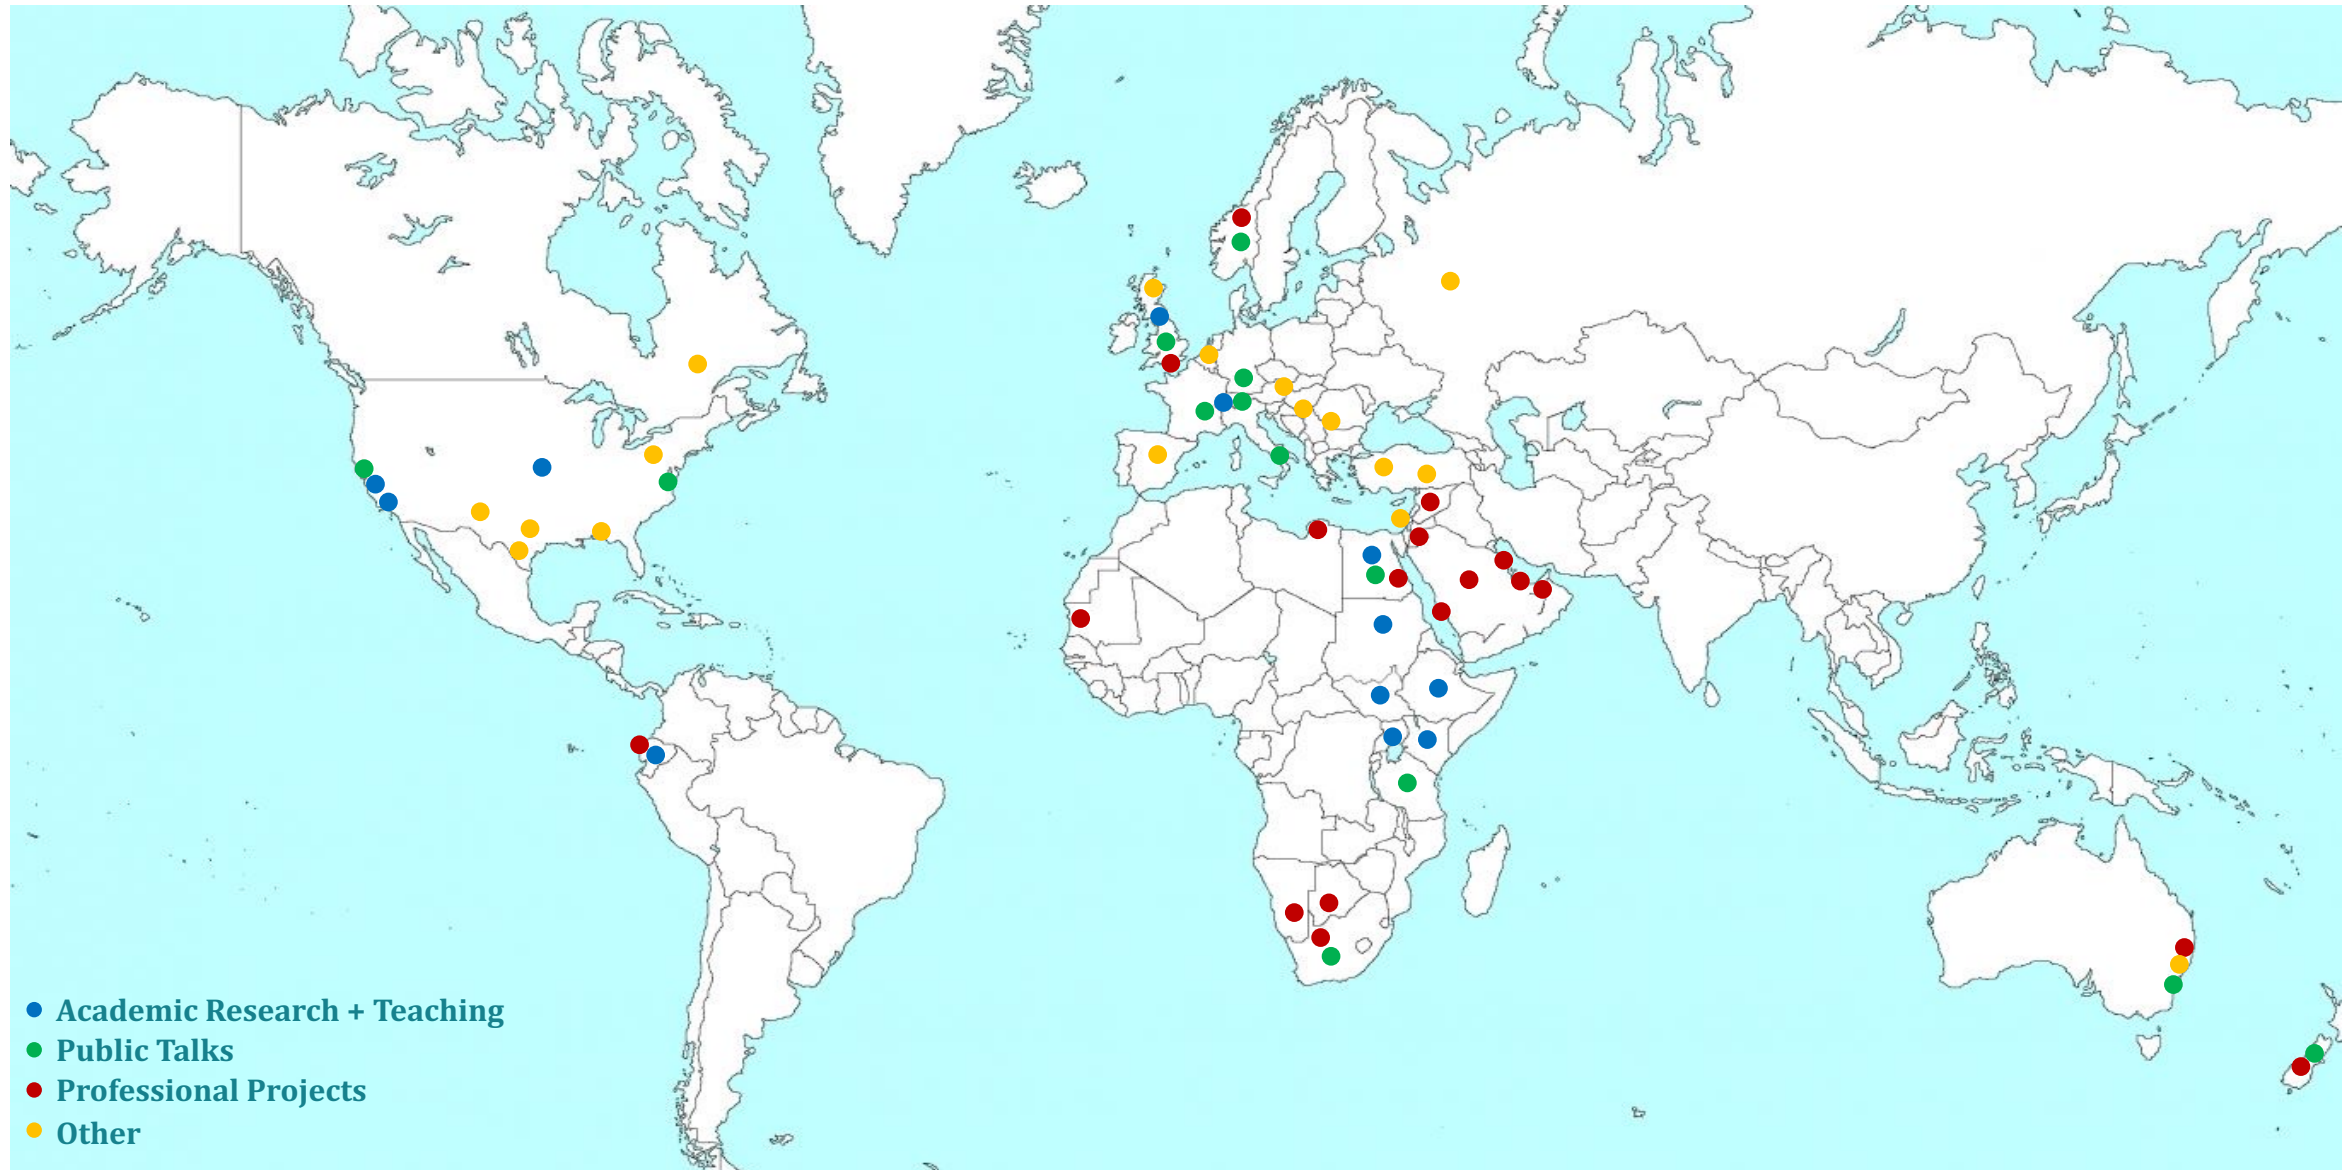 Academic Research + Teaching
Public Talks
Professional Projects
Other